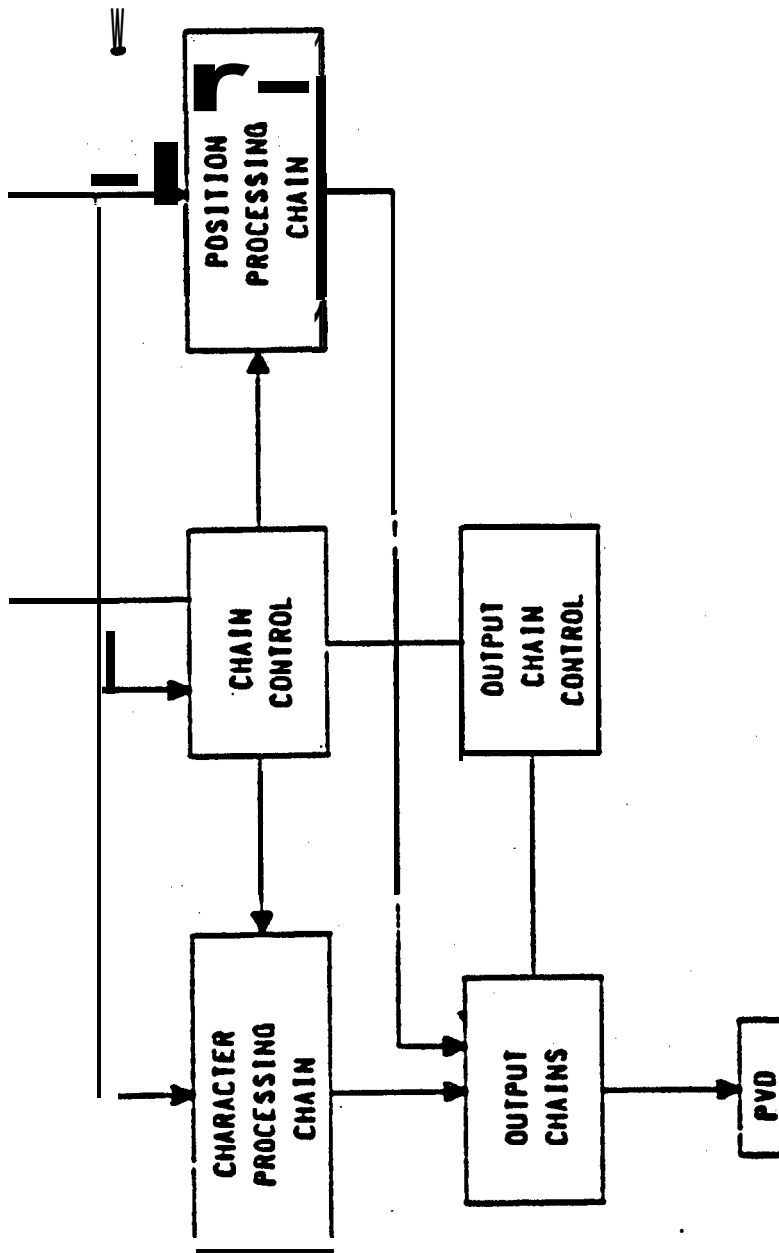 POSITION
PROCESSING
CHAIN
CHAIN
CONTROL
OUTPUT
CHAIN
CONTROL
CHARACTER
PROCESSING
CHAIN
OUTPUT
CHAINS
PVD